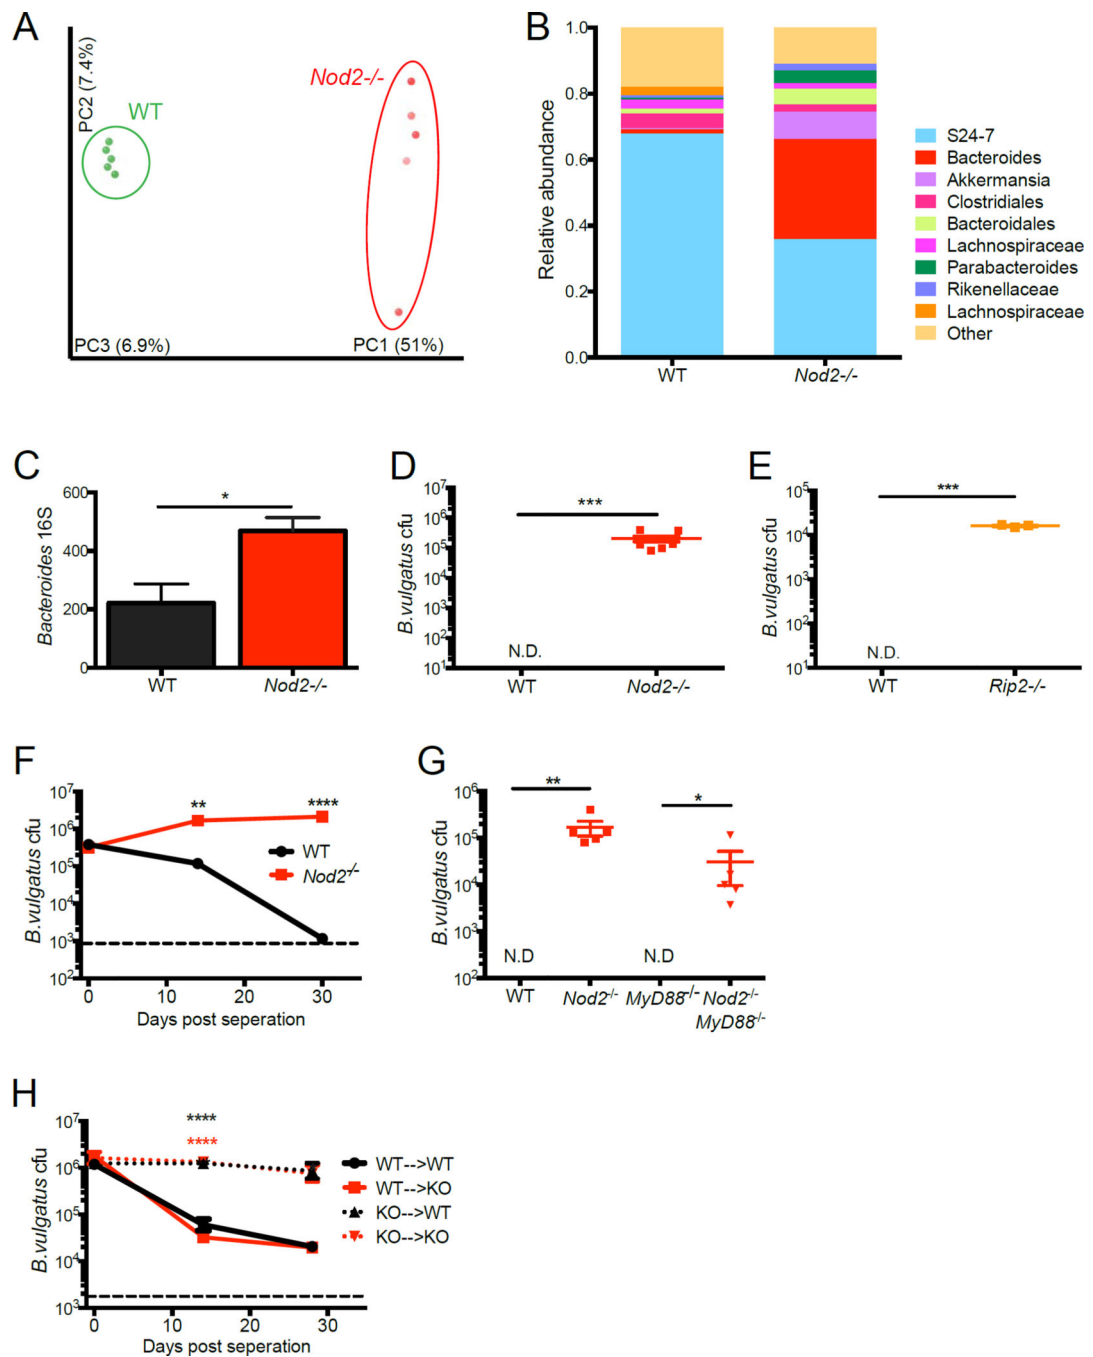 A
PC2 (7.4%)
WT
Nod2-/-
PC3 (6.9%)
PC1 (51%)
B
Relative abundance
1.0
0.8
0.6
0.4
0.2
0.0
WT
Nod2-/-
S24-7
Bacteroides
Akkermansia
Clostridiales
Bacteroidales
Lachnospiraceae
Parabacteroides
Rikenellaceae
Lachnospiraceae
Other
C
Bacteroides 16S
600
400
200
0
*
WT
Nod2-/-
D
B.vulgatus cfu
10⁷
10⁶
10⁵
10⁴
10³
10²
10¹
***
N.D.
WT
Nod2-/-
E
B.vulgatus cfu
10⁵
10⁴
10³
10²
10¹
***
N.D.
WT
Rip2-/-
F
B.vulgatus cfu
10⁷
10⁶
10⁵
10⁴
10³
10²
**
****
WT
Nod2⁻/⁻
0
10
20
30
Days post seperation
G
B.vulgatus cfu
10⁶
10⁵
10⁴
10³
10²
**
*
N.D
N.D
WT
Nod2⁻/⁻
MyD88⁻/⁻
Nod2⁻/⁻
MyD88⁻/⁻
H
B.vulgatus cfu
10⁷
10⁶
10⁵
10⁴
10³
****
****
WT-->WT
WT-->KO
KO-->WT
KO-->KO
0
10
20
30
Days post seperation